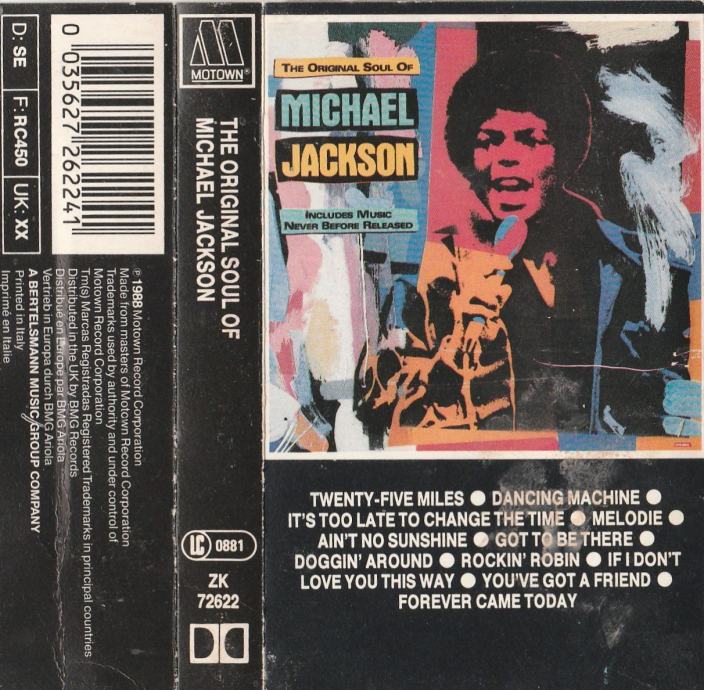 D: SE
F: RC450
UK: XX
0 035627 262241
℗ 1988 Motown Record Corporation
Made from masters of Motown Record Corporation
Trademarks used by authority and under control of
Motown Record Corporation
Tm(s) Marcas Registradas Registered Trademarks in principal countries
Distributed in the UK by BMG Records
Distribué en Europe par BMG Ariola
Vertrieb in Europa durch BMG Ariola
A BERTELSMANN MUSIC GROUP COMPANY
Printed in Italy
Imprimé en Italie
MOTOWN®
THE ORIGINAL SOUL OF
MICHAEL JACKSON
LC 0881
ZK
72622
THE ORIGINAL SOUL OF
MICHAEL
JACKSON
INCLUDES MUSIC
NEVER BEFORE RELEASED
TWENTY-FIVE MILES ● DANCING MACHINE ●
IT'S TOO LATE TO CHANGE THE TIME ● MELODIE ●
AIN'T NO SUNSHINE ● GOT TO BE THERE ●
DOGGIN' AROUND ● ROCKIN' ROBIN ● IF I DON'T
LOVE YOU THIS WAY ● YOU'VE GOT A FRIEND ●
FOREVER CAME TODAY